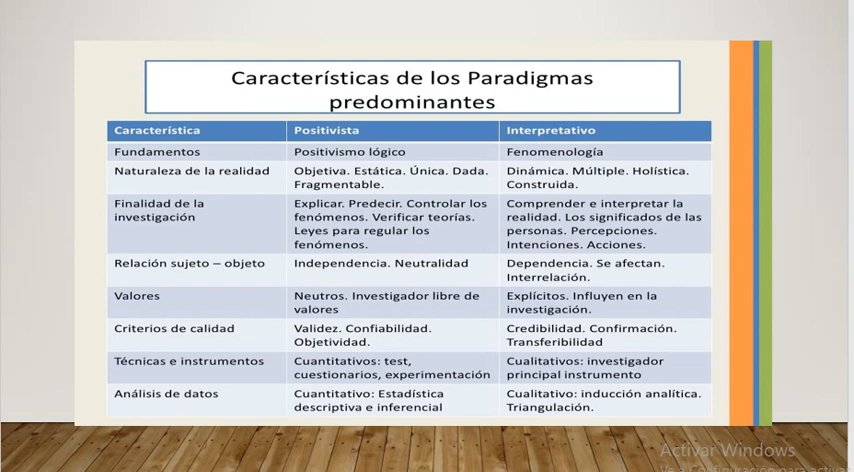 Características de los Paradigmas
predominantes
Característica Positivista Interpretativo
Fundamentos Positivismo lógico Fenomenología
Naturaleza de la realidad Objetiva. Estática. Única. Dada. Dinámica. Múltiple. Holística.
Fragmentable. Construida.
Finalidad de la Explicar. Predecir. Controlar los Comprender e interpretar la
investigación fenómenos. Verificar teorías. realidad. Los significados de las
Leyes para regular los personas. Percepciones.
fenómenos. Intenciones. Acciones.
Relación sujeto – objeto Independencia. Neutralidad Dependencia. Se afectan.
Interrelación.
Valores Neutros. Investigador libre de Explícitos. Influyen en la
valores investigación.
Criterios de calidad Validez. Confiabilidad. Credibilidad. Confirmación.
Objetividad. Transferibilidad
Técnicas e instrumentos Cuantitativos: test, Cualitativos: investigador
cuestionarios, experimentación principal instrumento
Análisis de datos Cuantitativo: Estadística Cualitativo: inducción analítica.
descriptiva e inferencial Triangulación.
Activar Windows